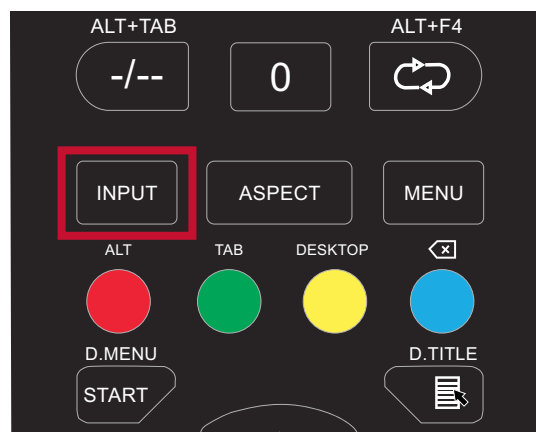 ALT+TAB ALT+F4
-/-- 0
INPUT ASPECT MENU
ALT TAB DESKTOP
D.MENU D.TITLE
START